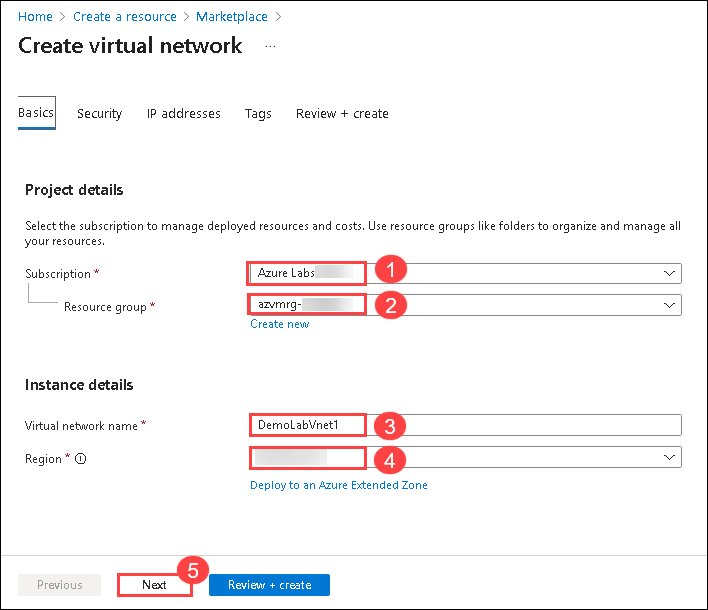 Home > Create a resource > Marketplace >
Create virtual network ...
Basics Security IP addresses Tags Review + create
Project details
Select the subscription to manage deployed resources and costs. Use resource groups like folders to organize and manage all
your resources.
Subscription * Azure Labs 1
Resource group * azvmrg- 2
Create new
Instance details
Virtual network name * DemoLabVnet1 3
Region * 4
Deploy to an Azure Extended Zone
5
Previous Next Review + create